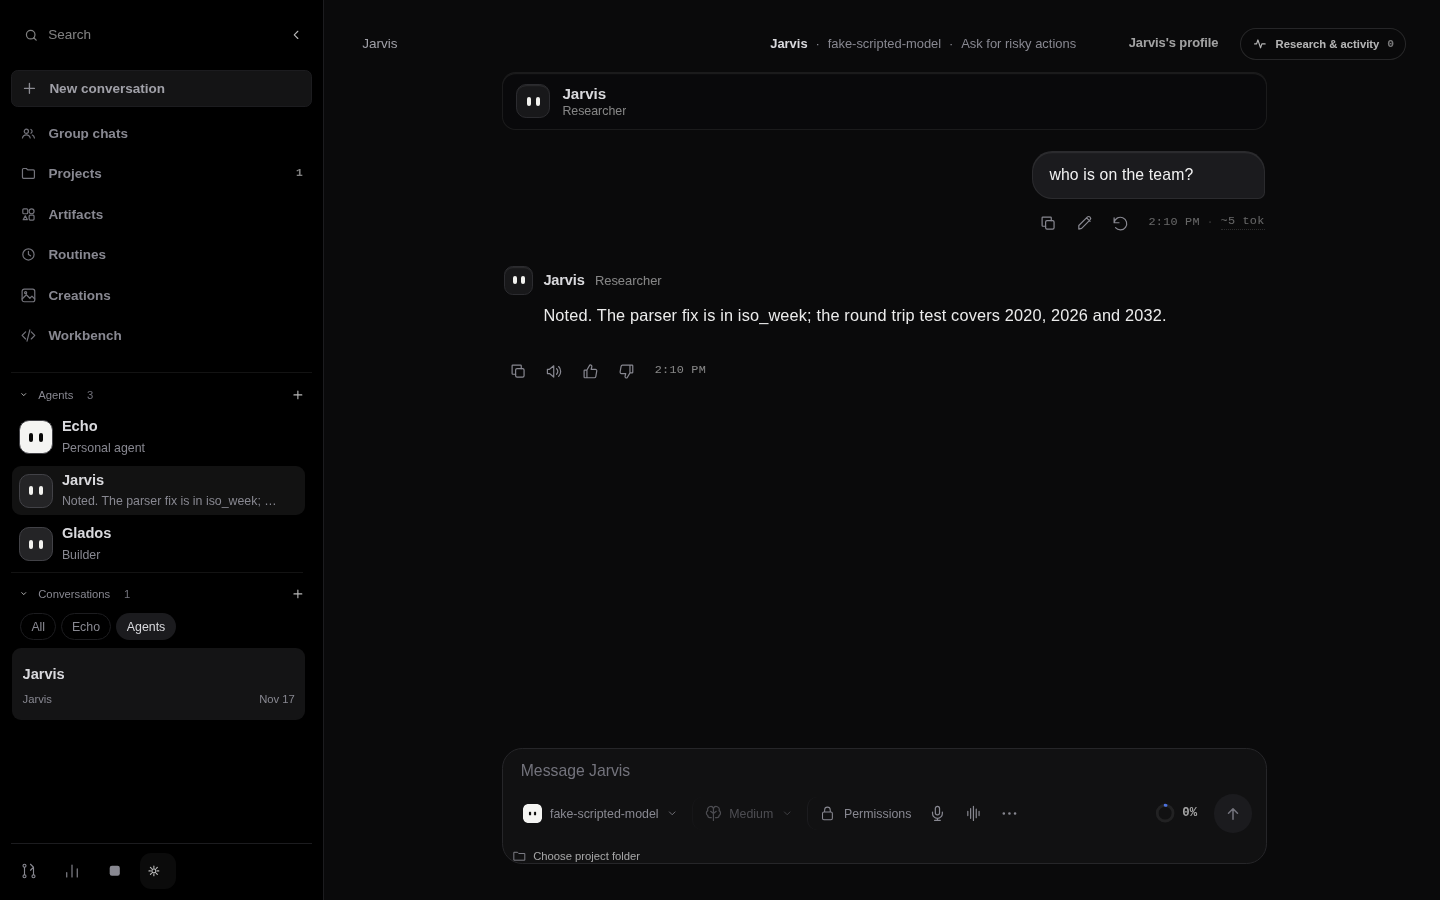 Search
New conversation
Group chats
Projects 1
Artifacts
Routines
Creations
Workbench
Agents 3
Echo
Personal agent
Jarvis
Noted. The parser fix is in iso_week; …
Glados
Builder
Conversations 1
All Echo Agents
Jarvis
Jarvis Nov 17
Jarvis
Jarvis · fake-scripted-model · Ask for risky actions
Jarvis's profile
Research & activity 0
Jarvis
Researcher
who is on the team?
2:10 PM · ~5 tok
Jarvis Researcher
Noted. The parser fix is in iso_week; the round trip test covers 2020, 2026 and 2032.
2:10 PM
Message Jarvis
fake-scripted-model Medium Permissions 0%
Choose project folder